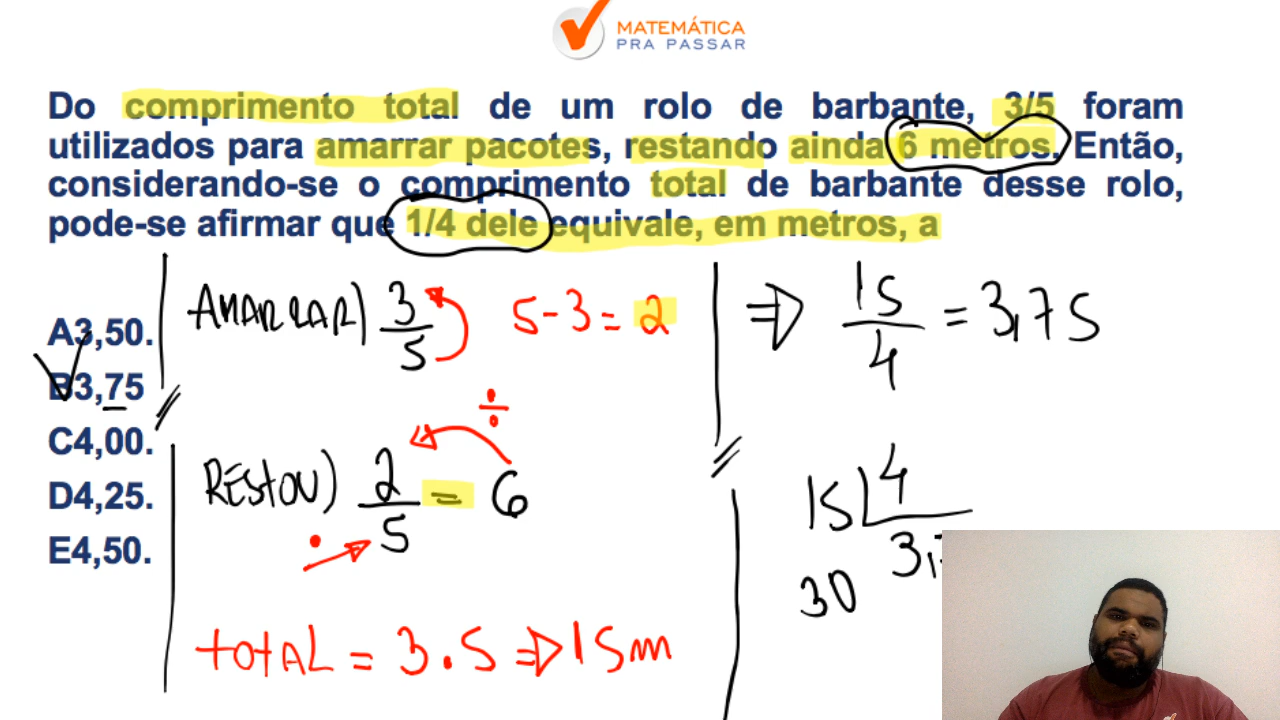 MATEMÁTICA
PRA PASSAR
Do comprimento total de um rolo de barbante, 3/5 foram
utilizados para amarrar pacotes, restando ainda 6 metros. Então,
considerando-se o comprimento total de barbante desse rolo,
pode-se afirmar que 1/4 dele equivale, em metros, a
A3,50.
B3,75
C4,00.
D4,25.
E4,50.
AMARRAR) 3/5
5-3=2
RESTOU) 2/5 = 6
÷
•
TOTAL = 3.5 ⇒ 15m
⇒ 15/4 = 3,75
15 4
3,
30